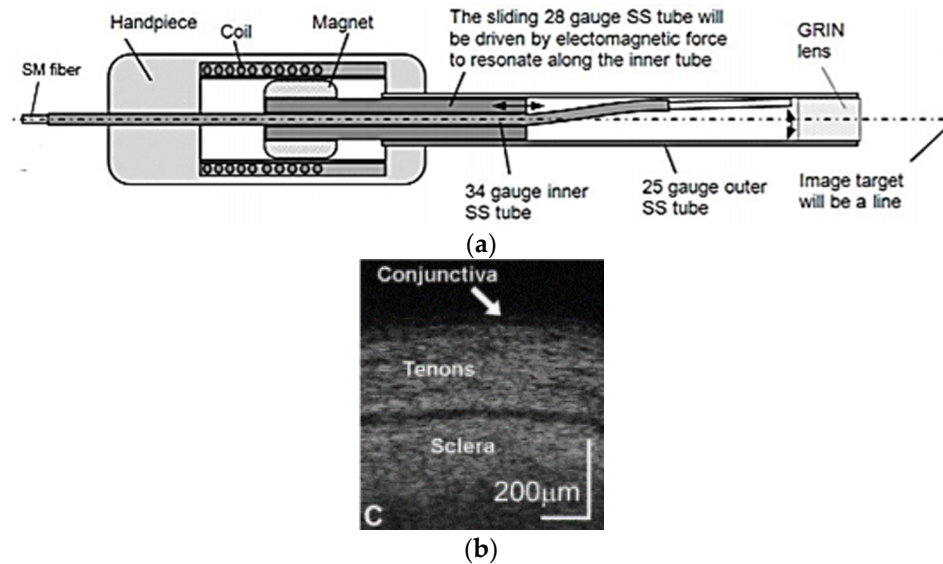 Handpiece
Coil
Magnet
The sliding 28 gauge SS tube will
be driven by electomagnetic force
to resonate along the inner tube
GRIN
lens
SM fiber
34 gauge inner
SS tube
25 gauge outer
SS tube
Image target
will be a line
(a)
Conjunctiva
Tenons
Sclera
200μm
C
(b)